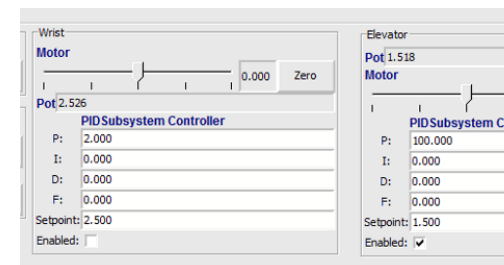 Wrist
Motor
0.000
Zero
Pot 2.526
PIDSubsystem Controller
P: 2.000
I: 0.000
D: 0.000
F: 0.000
Setpoint: 2.500
Enabled:
Elevator
Pot 1.518
Motor
PIDSubsystem C
P: 100.000
I: 0.000
D: 0.000
F: 0.000
Setpoint: 1.500
Enabled: